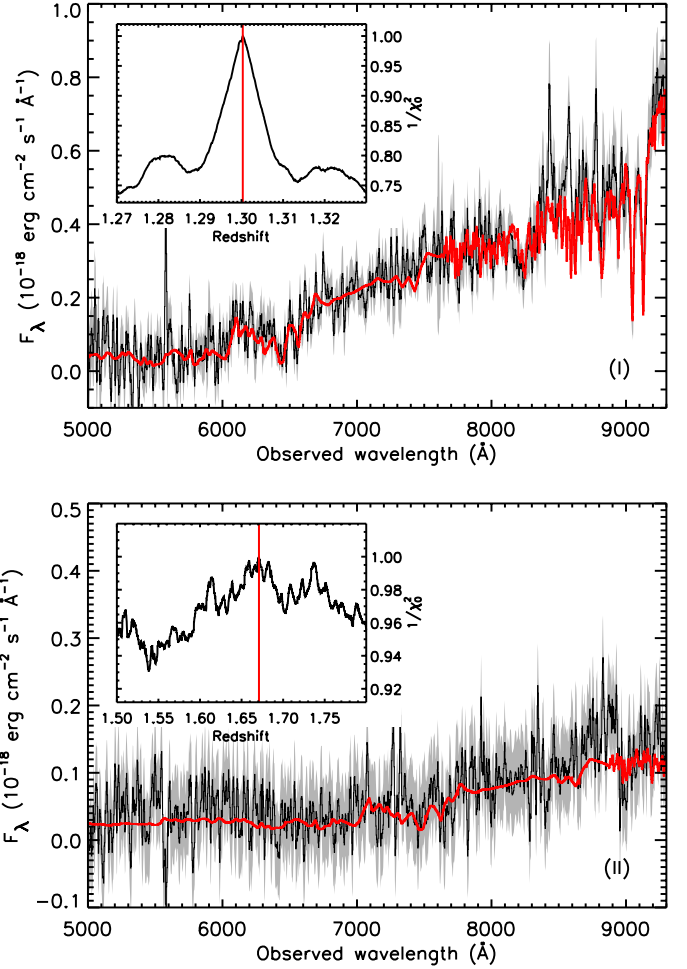 1.0
0.8
0.6
0.4
0.2
0.0
F_λ (10⁻¹⁸ erg cm⁻² s⁻¹ Å⁻¹)
1.00
0.95
0.90
0.85
0.80
0.75
1/χ₀²
1.27 1.28 1.29 1.30 1.31 1.32
Redshift
(I)
5000 6000 7000 8000 9000
Observed wavelength (Å)
0.5
0.4
0.3
0.2
0.1
0.0
−0.1
F_λ (10⁻¹⁸ erg cm⁻² s⁻¹ Å⁻¹)
1.00
0.98
0.96
0.94
0.92
1/χ₀²
1.50 1.55 1.60 1.65 1.70 1.75
Redshift
(II)
5000 6000 7000 8000 9000
Observed wavelength (Å)